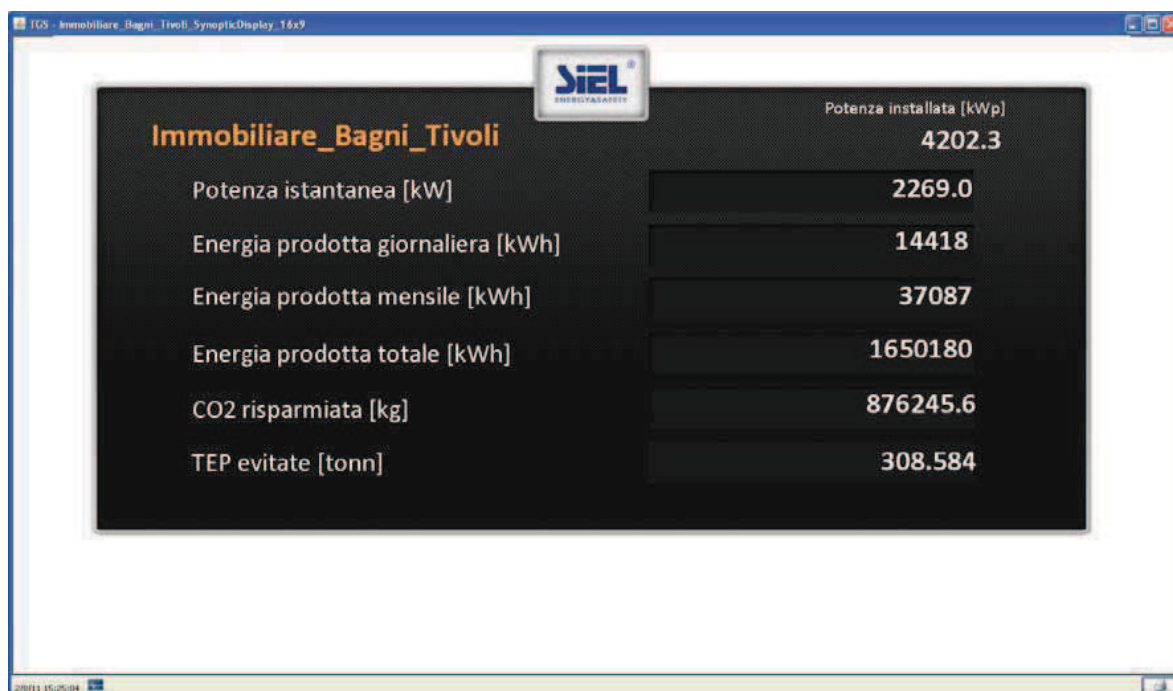 TGS - Immobiliare_Bagni_Tivoli_SynopticDisplay_16x9
SIEL®
ENERGY&SAFETY
Potenza installata [kWp]
Immobiliare_Bagni_Tivoli
4202.3
Potenza istantanea [kW] 2269.0
Energia prodotta giornaliera [kWh] 14418
Energia prodotta mensile [kWh] 37087
Energia prodotta totale [kWh] 1650180
CO2 risparmiata [kg] 876245.6
TEP evitate [tonn] 308.584